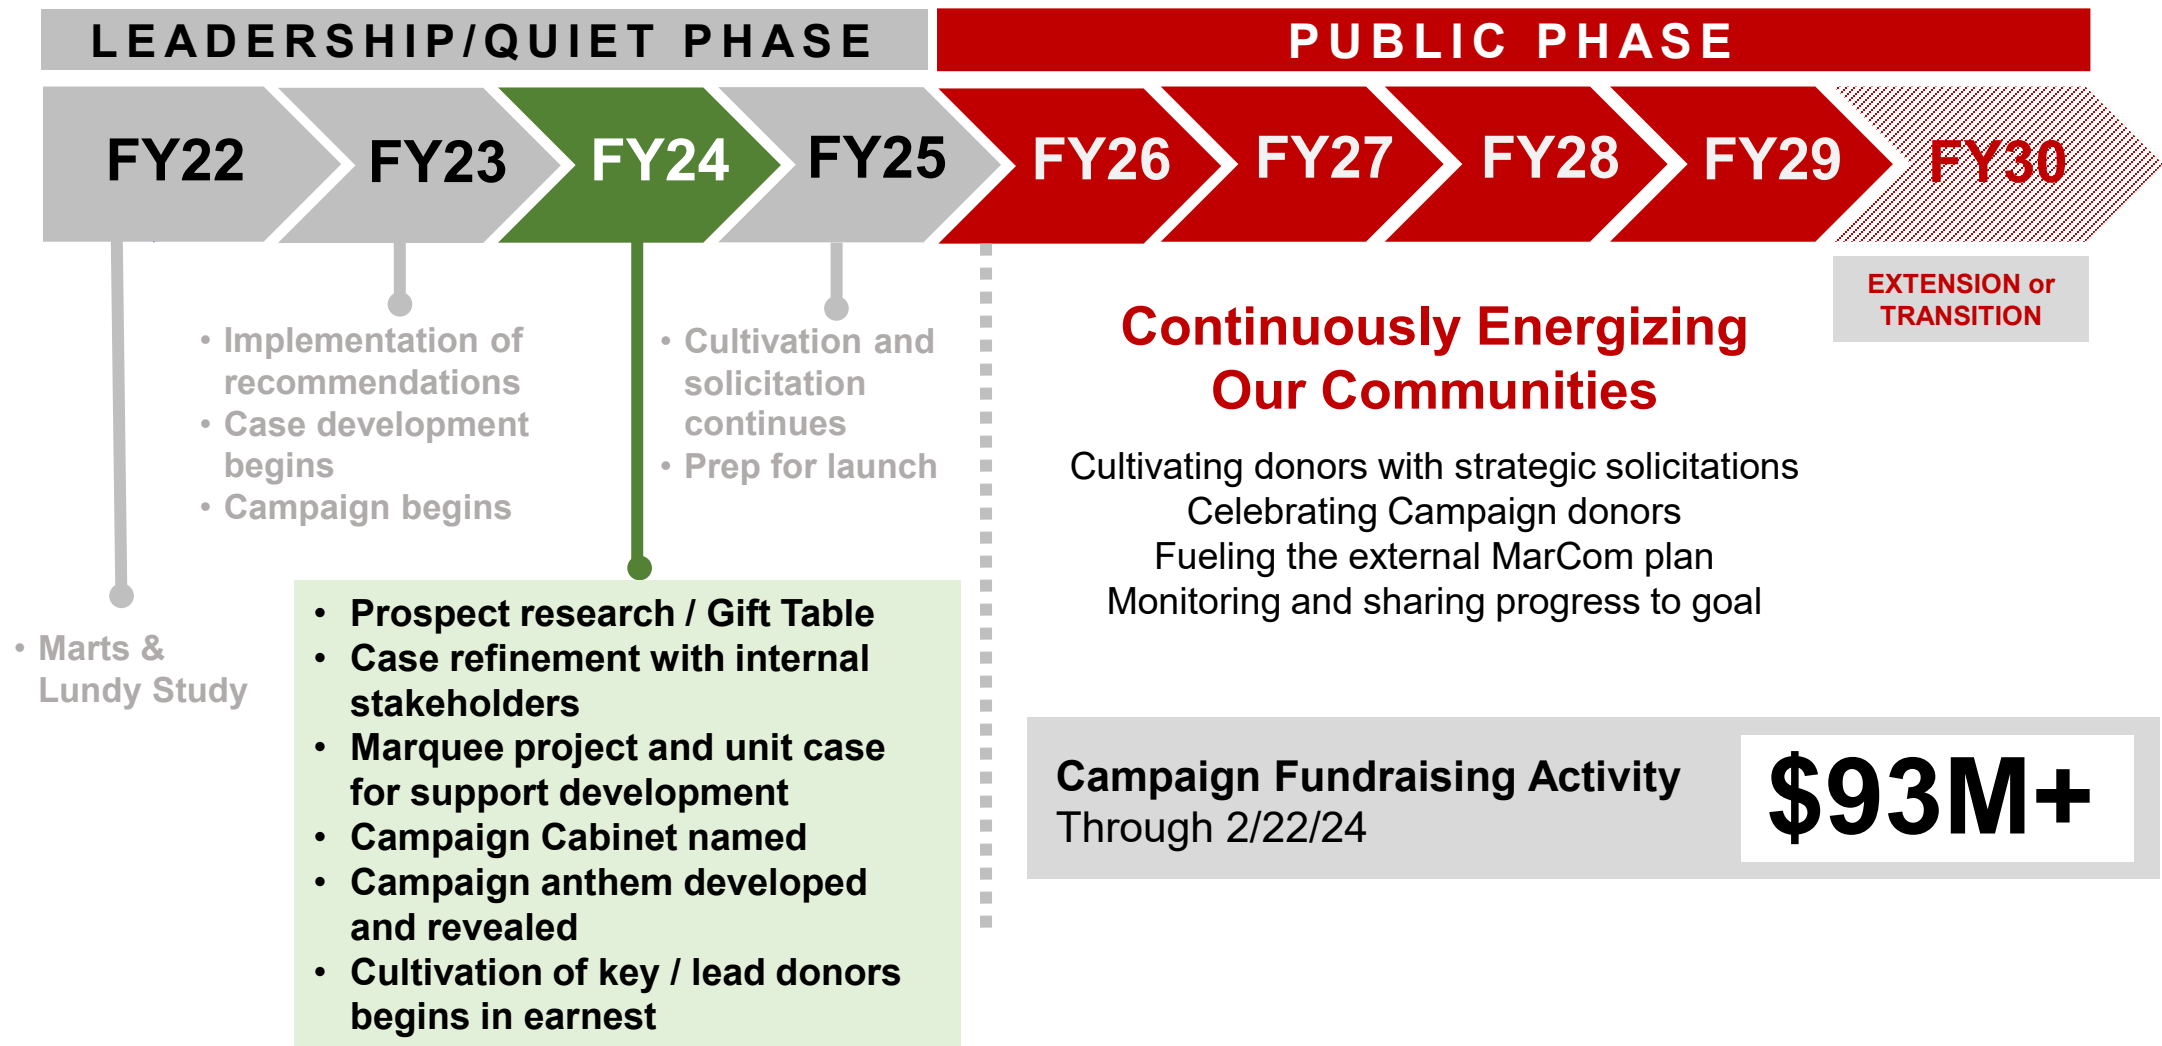 LEADERSHIP/QUIET PHASE
PUBLIC PHASE
FY22
FY23
FY24
FY25
FY26
FY27
FY28
FY29
FY30
EXTENSION or
TRANSITION
• Marts &
Lundy Study
• Implementation of
recommendations
• Case development
begins
• Campaign begins
• Prospect research / Gift Table
• Case refinement with internal
stakeholders
• Marquee project and unit case
for support development
• Campaign Cabinet named
• Campaign anthem developed
and revealed
• Cultivation of key / lead donors
begins in earnest
• Cultivation and
solicitation
continues
• Prep for launch
Continuously Energizing
Our Communities
Cultivating donors with strategic solicitations
Celebrating Campaign donors
Fueling the external MarCom plan
Monitoring and sharing progress to goal
Campaign Fundraising Activity
Through 2/22/24
$93M+